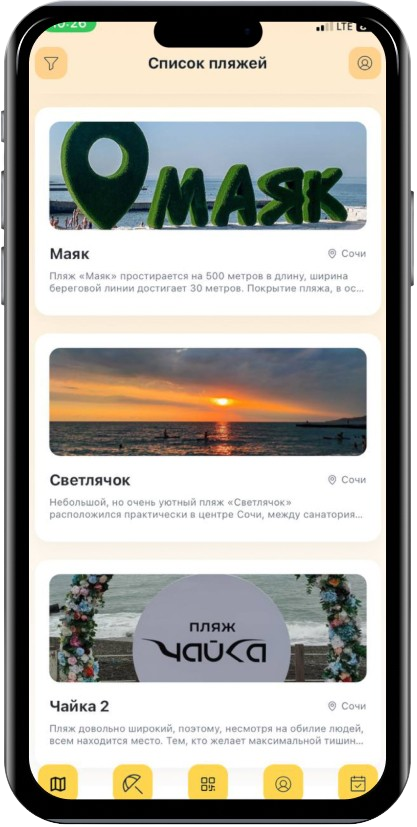 10:26
LTE
Список пляжей
МАЯК
Маяк
Сочи
Пляж «Маяк» простирается на 500 метров в длину, ширина
береговой линии достигает 30 метров. Покрытие пляжа, в ос...
Светлячок
Сочи
Небольшой, но очень уютный пляж «Светлячок»
расположился практически в центре Сочи, между санатория...
пляж
чайка
Чайка 2
Сочи
Пляж довольно широкий, поэтому, несмотря на обилие людей,
всем находится место. Тем, кто желает максимальной тишин...